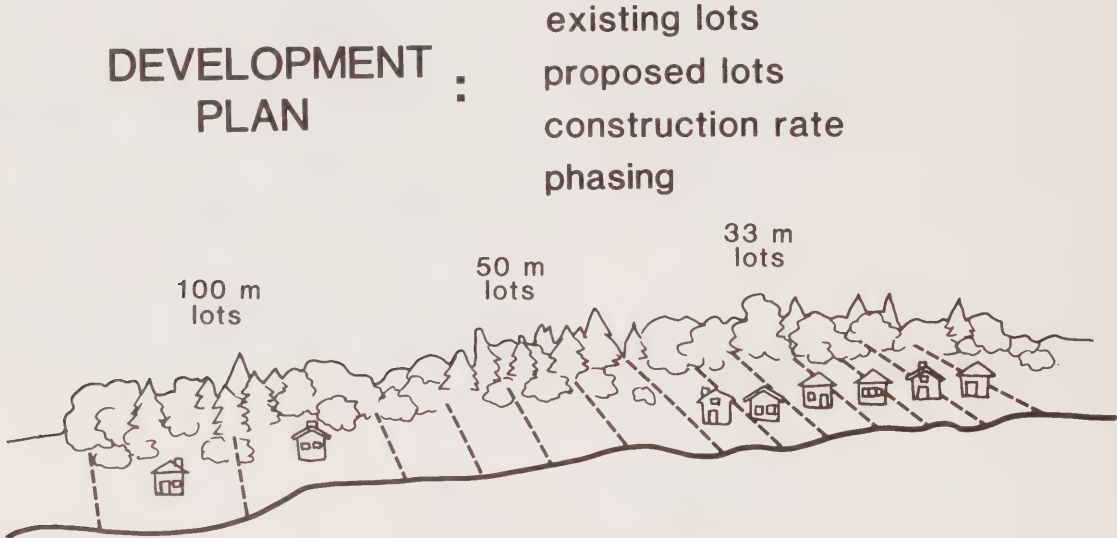 DEVELOPMENT
PLAN
:
existing lots
proposed lots
construction rate
phasing
100 m
lots
50 m
lots
33 m
lots